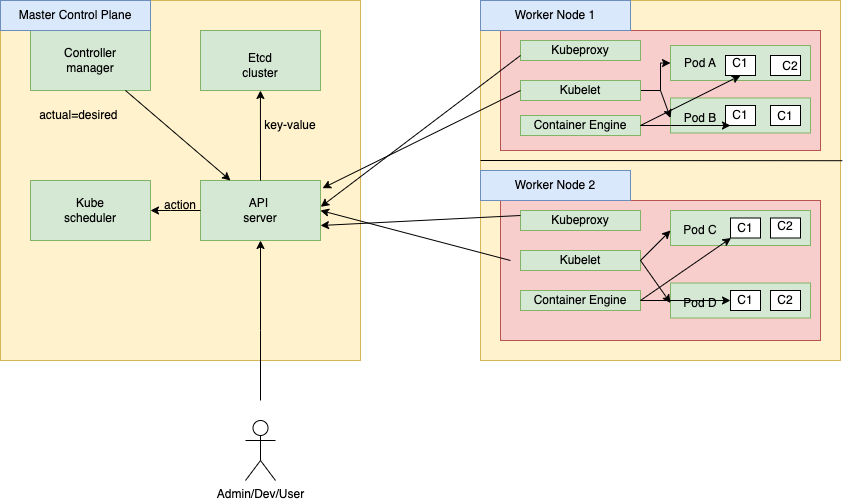 Master Control Plane
Controller
manager
Etcd
cluster
actual=desired
key-value
Kube
scheduler
action
API
server
Admin/Dev/User
Worker Node 1
Kubeproxy
Kubelet
Container Engine
Pod A
C1
C2
Pod B
C1
C1
Worker Node 2
Kubeproxy
Kubelet
Container Engine
Pod C
C1
C2
Pod D
C1
C2